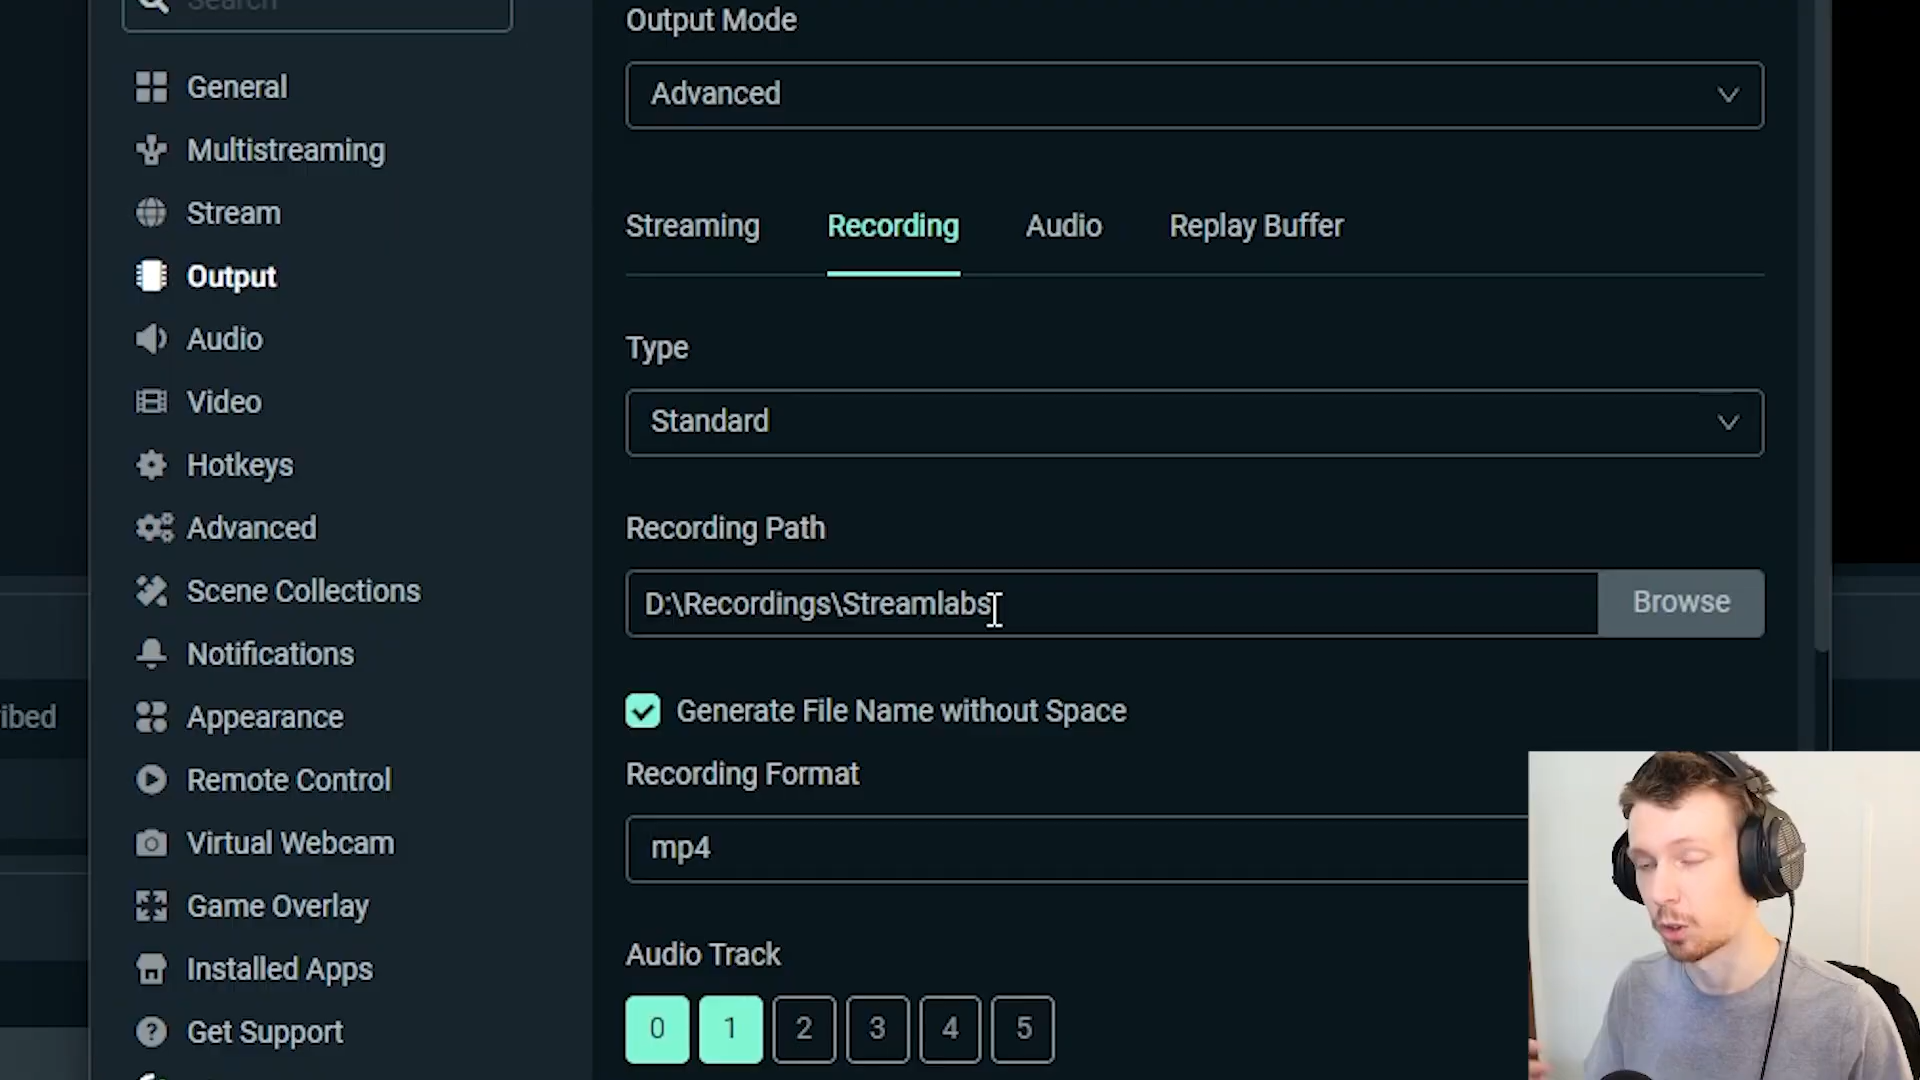 Search
General
Multistreaming
Stream
Output
Audio
Video
Hotkeys
Advanced
Scene Collections
Notifications
Appearance
Remote Control
Virtual Webcam
Game Overlay
Installed Apps
Get Support
ibed
Output Mode
Advanced
Streaming Recording Audio Replay Buffer
Type
Standard
Recording Path
D:\Recordings\Streamlabs
Browse
Generate File Name without Space
Recording Format
mp4
Audio Track
0 1 2 3 4 5